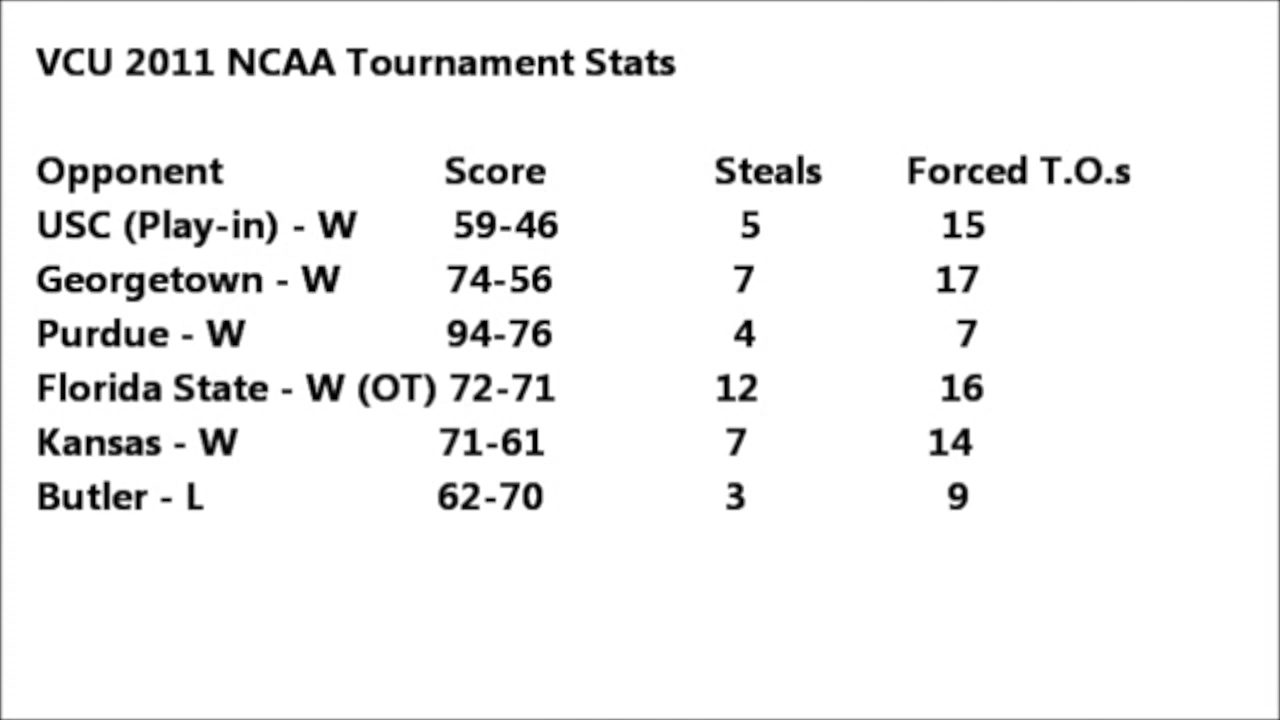 VCU 2011 NCAA Tournament Stats
Opponent Score Steals Forced T.O.s
USC (Play-in) - W 59-46 5 15
Georgetown - W 74-56 7 17
Purdue - W 94-76 4 7
Florida State - W (OT) 72-71 12 16
Kansas - W 71-61 7 14
Butler - L 62-70 3 9